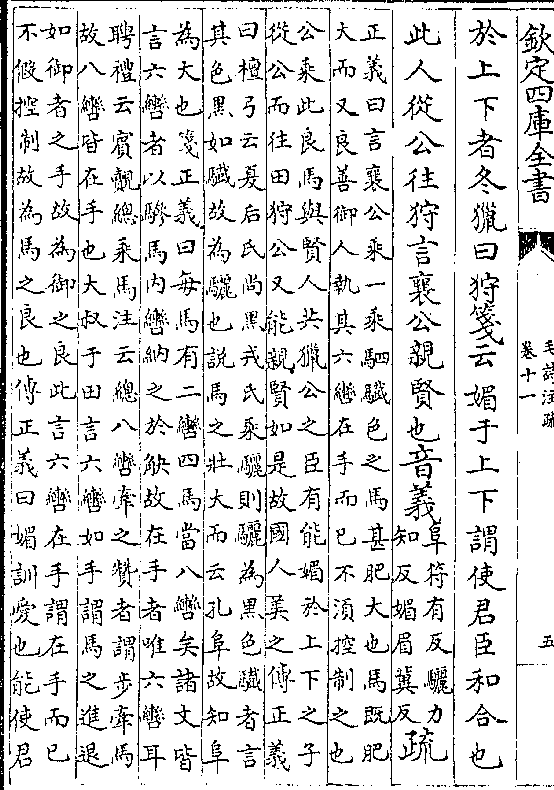 欽定四庫全書
毛詩注疏
卷十一
五
於上下者冬獵曰狩箋云媚于上下謂使君臣和合也
此人從公往狩言襄公親賢也音義阜符有反驪力
知反媚眉冀反疏
正義曰言襄公乘一乘駟驖色之馬甚肥大也馬既肥
大而又良善御人執其六轡在手而已不須控制之也
公乘此良馬與賢人共獵公之臣有能媚於上下之子
從公而往田狩公又能親賢如是故國人美之傳正義
曰檀弓云夏后氏尚黑戎氏乘驪則驪為黑色驖者言
其色黑如驖故為驪也說馬之壯大而云孔阜故知阜
為大也箋正義曰每馬有二轡四馬當八轡矣諸文皆
言六轡者以驂馬內轡納之於觖故在手者唯六轡耳
聘禮云賓覿總乘馬注云總八轡牽之贊者謂步牽馬
故八轡皆在手也大叔于田言六轡如手謂馬之進退
如御者之手故為御之良此言六轡在手謂在手而已
不假控制故為馬之良也傳正義曰媚訓愛也能使君